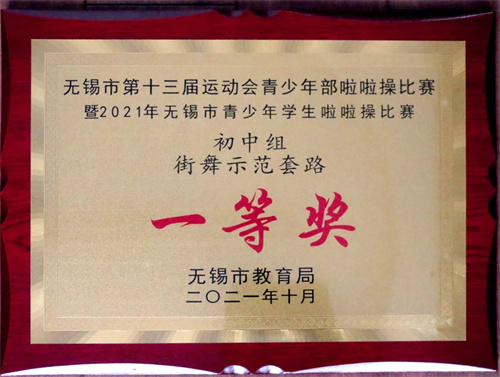 无锡市第十三届运动会青少年部啦啦操比赛
暨2021年无锡市青少年学生啦啦操比赛
初中组
街舞示范套路
一等奖
无锡市教育局
二〇二一年十月